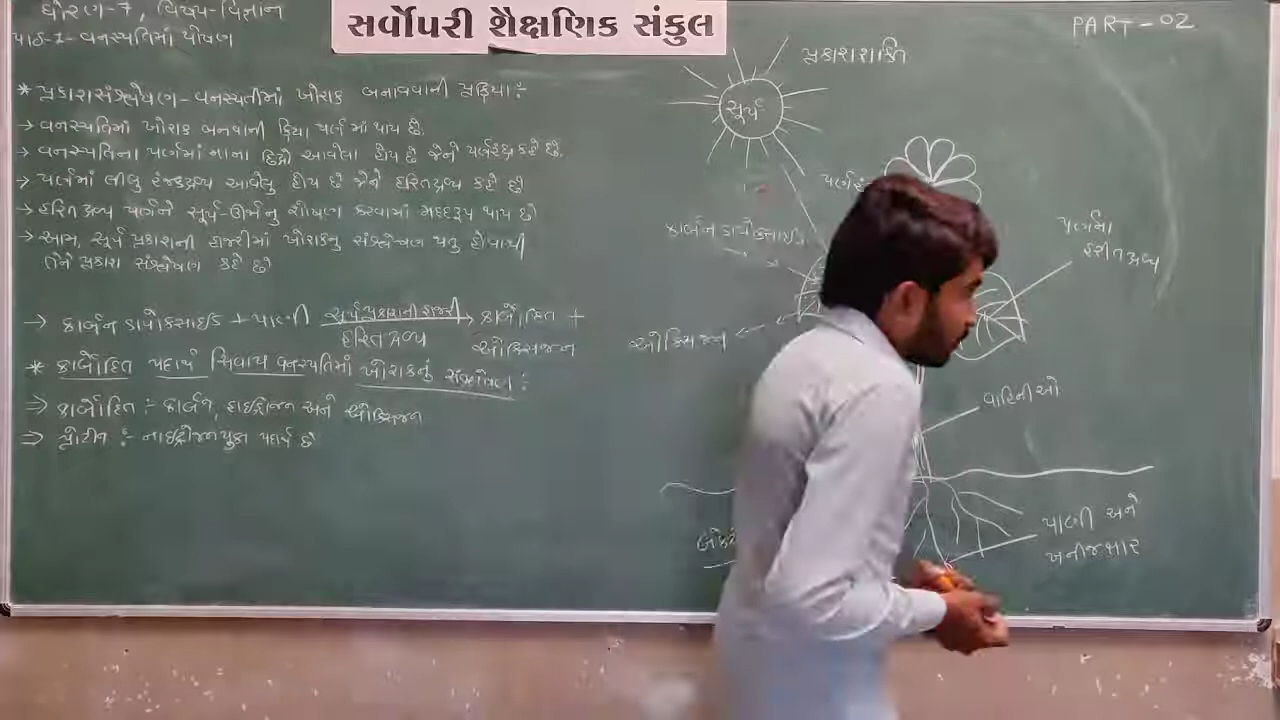 ધોરણ-7, વિષય-વિજ્ઞાન
પાઠ-1-વનસ્પતિમાં પોષણ
સર્વોપરી શૈક્ષણિક સંકુલ
PART-02
* પ્રકાશસંશ્લેષણ-વનસ્પતીમાં ખોરાક બનાવવાની પ્રક્રિયા:-
→ વનસ્પતિમાં ખોરાક બનવાની ક્રિયા પર્ણ માં થાય છે.
→ વનસ્પતિના પર્ણમાં નાના છિદ્રો આવેલા હોય છે જેને પર્ણરંધ્ર કહે છે.
→ પર્ણમાં લીલુ રંજકદ્રવ્ય આવેલુ હોય છે જેને હરિતદ્રવ્ય કહે છે
→ હરિતદ્રવ્ય પર્ણને સૂર્ય-ઊર્જાનુ શોષણ કરવામાં મદદરૂપ થાય છે
→ આમ, સૂર્ય પ્રકાશની હાજરીમાં ખોરાકનુ સંશ્લેષણ થતુ હોવાથી
તેને પ્રકાશ સંશ્લેષણ કહે છે
→ કાર્બન ડાયોક્સાઇડ + પાણી સૂર્યપ્રકાશની હાજરી → કાર્બોદિત +
હરિતદ્રવ્ય ઓક્સિજન
* કાર્બોદિત પદાર્થ સિવાય વનસ્પતિમાં ખોરાકનું સંશ્લેષણ:
⇒ કાર્બોદિત :- કાર્બન, હાઇડ્રોજન અને ઓક્સિજન
⇒ પ્રોટીન :- નાઇટ્રોજનયુક્ત પદાર્થ છે
પ્રકાશશક્તિ
સૂર્ય
કાર્બન ડાયોક્સાઇડ
પર્ણના
હરીતદ્રવ્ય
ઓક્સિજન
વાહિનીઓ
પાણી અને
ખનીજક્ષાર